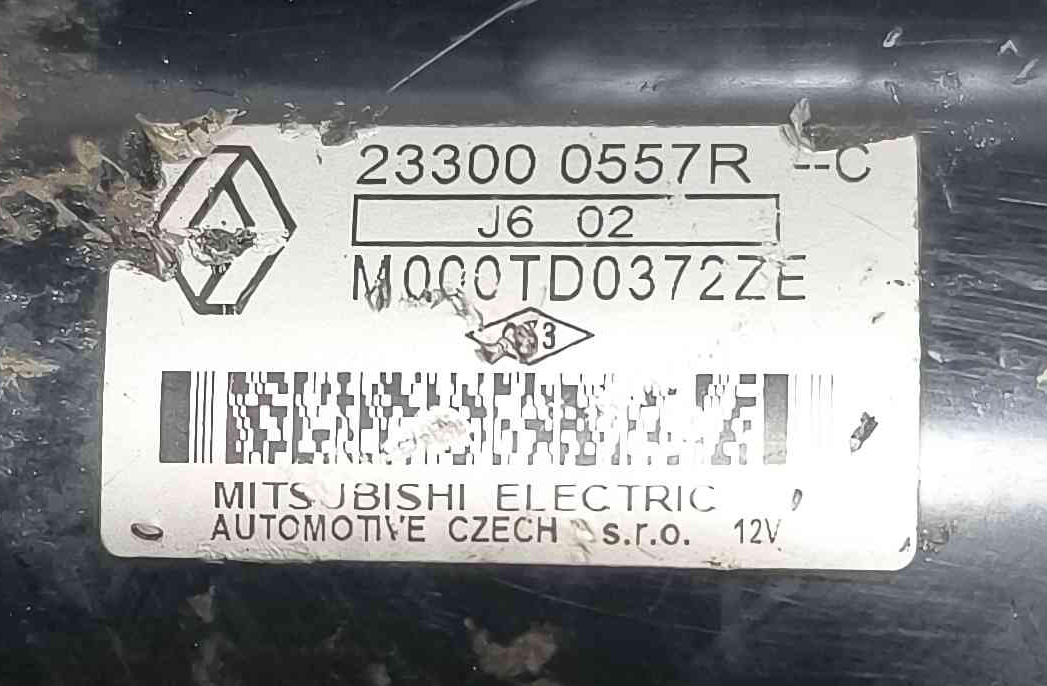 23300 0557R --C
J6 02
M000TD0372ZE
MITSUBISHI ELECTRIC
AUTOMOTIVE CZECH s.r.o. 12V